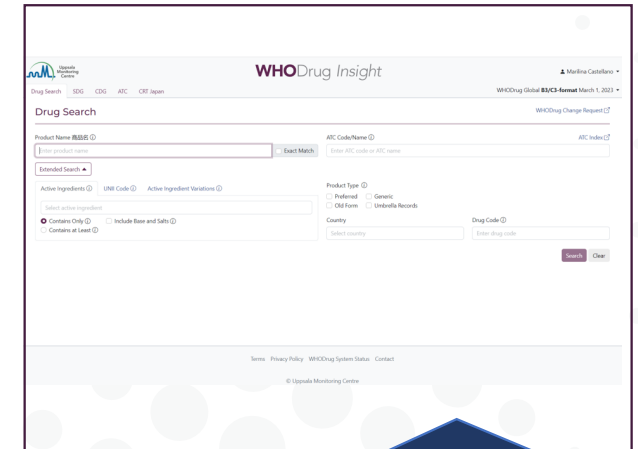 Uppsala
Monitoring
Centre
WHODrug Insight
Marilina Castellano
Drug Search SDG CDG ATC CRT Japan
WHODrug Global B3/C3-format March 1, 2023
Drug Search
WHODrug Change Request
Product Name 商品名
ATC Code/Name
ATC Index
Enter product name
Exact Match
Enter ATC code or ATC name
Extended Search
Active Ingredients UNII Code Active Ingredient Variations
Product Type
Select active ingredient
Preferred Generic
Old Form Umbrella Records
Contains Only Include Base and Salts
Contains at Least
Country
Drug Code
Select country
Enter drug code
Search Clear
Terms Privacy Policy WHODrug System Status Contact
© Uppsala Monitoring Centre